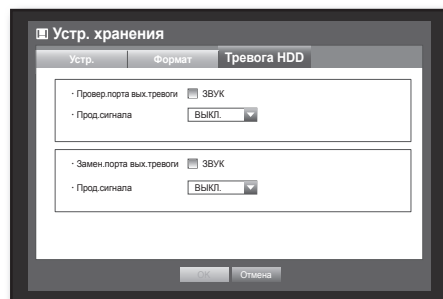 Устр. хранения
Устр. Формат Тревога HDD
· Провер.порта вых.тревоги ЗВУК
· Прод.сигнала ВЫКЛ.
· Замен.порта вых.тревоги ЗВУК
· Прод.сигнала ВЫКЛ.
OK Отмена